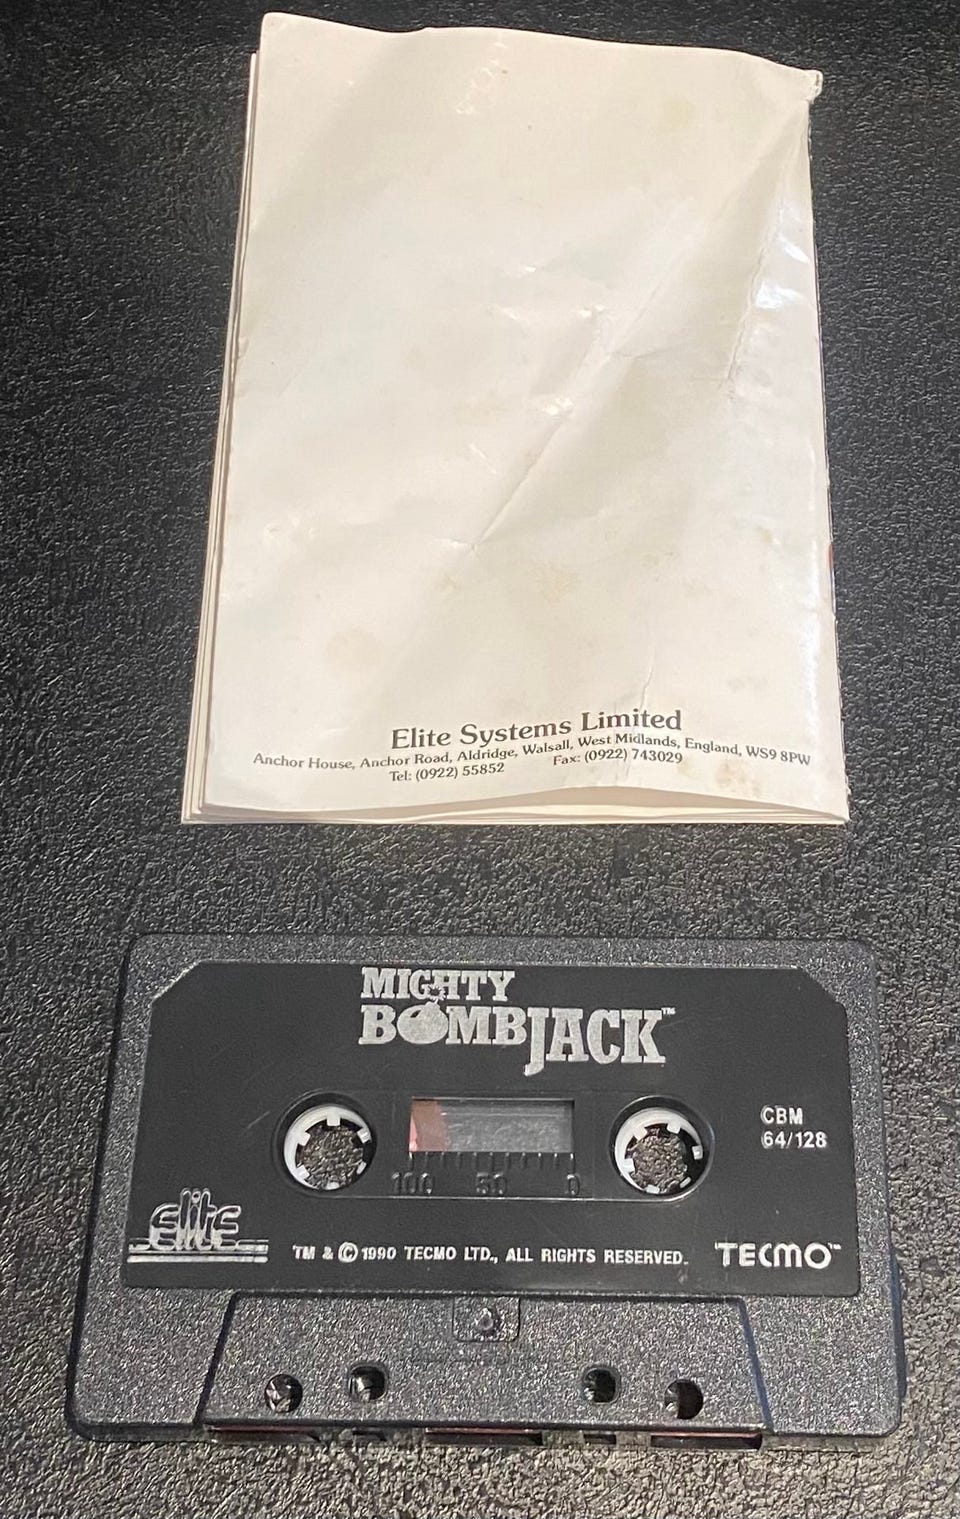 Elite Systems Limited
Anchor House, Anchor Road, Aldridge, Walsall, West Midlands, England, WS9 8PW
Tel: (0922) 55852 Fax: (0922) 743029
MIGHTY
BOMBJACK™
CBM
64/128
100 50 0
elite
TM & © 1990 TECMO LTD., ALL RIGHTS RESERVED.
TECMO™